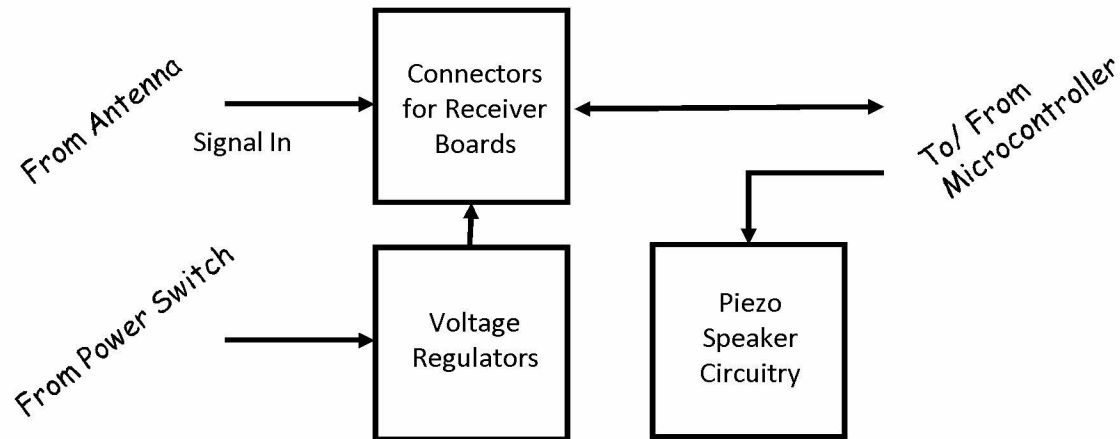 From Antenna
Signal In
Connectors
for Receiver
Boards
To/ From
Microcontroller
From Power Switch
Voltage
Regulators
Piezo
Speaker
Circuitry